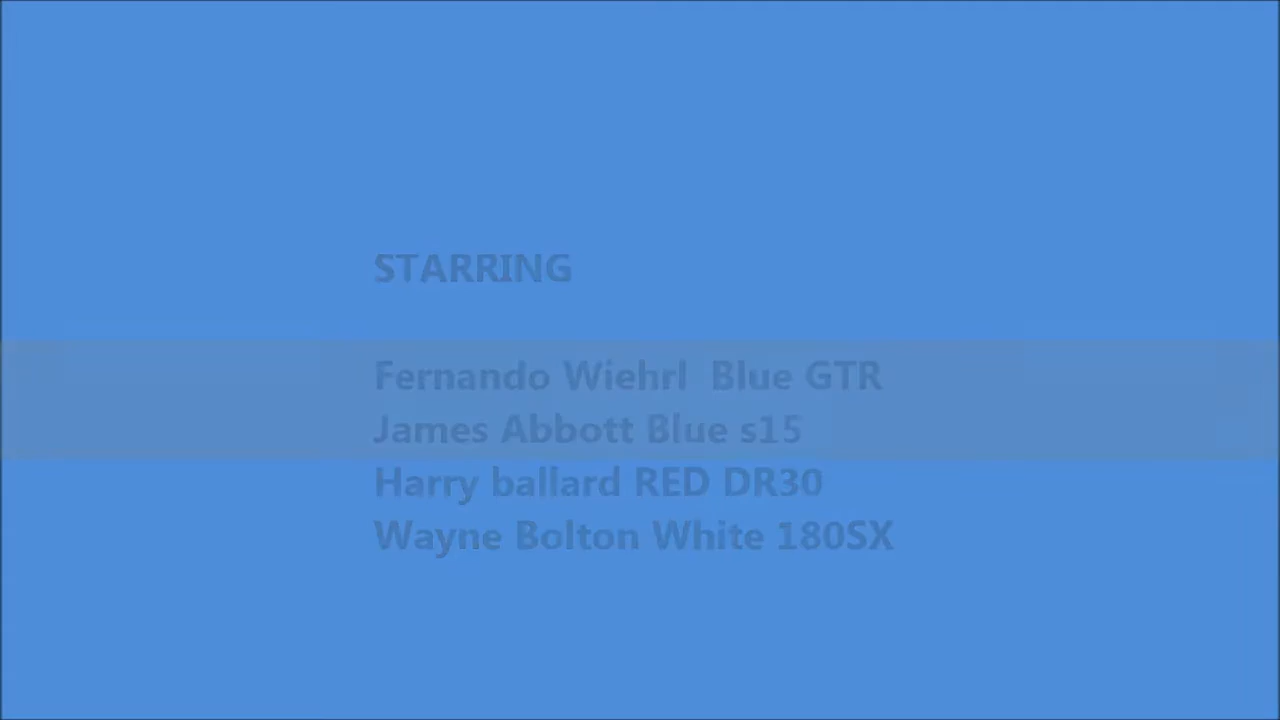 STARRING
Fernando Wiehrl  Blue GTR
James Abbott Blue s15
Harry ballard RED DR30
Wayne Bolton White 180SX